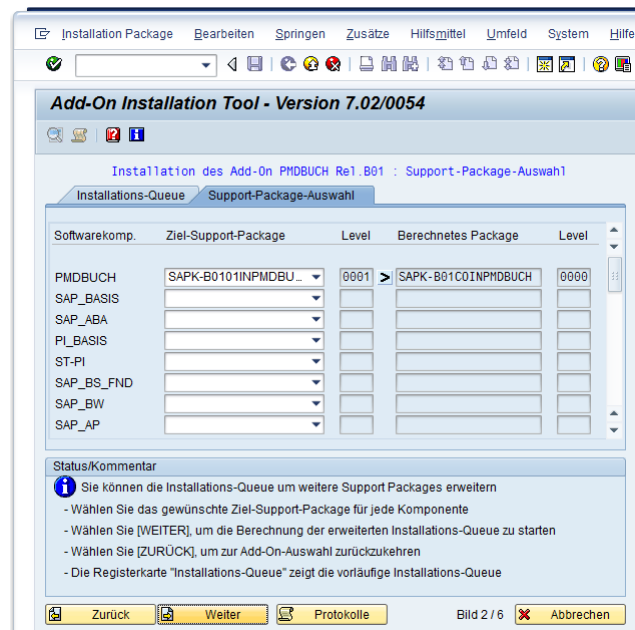 Installation Package Bearbeiten Springen Zusätze Hilfsmittel Umfeld System Hilfe
Add-On Installation Tool - Version 7.02/0054
Installation des Add-On PMDBUCH Rel.B01 : Support-Package-Auswahl
Installations-Queue Support-Package-Auswahl
Softwarekomp. Ziel-Support-Package Level Berechnetes Package Level
PMDBUCH SAPK-B0101INPMDBU... 0001 > SAPK-B01COINPMDBUCH 0000
SAP_BASIS
SAP_ABA
PI_BASIS
ST-PI
SAP_BS_FND
SAP_BW
SAP_AP
Status/Kommentar
Sie können die Installations-Queue um weitere Support Packages erweitern
- Wählen Sie das gewünschte Ziel-Support-Package für jede Komponente
- Wählen Sie [WEITER], um die Berechnung der erweiterten Installations-Queue zu starten
- Wählen Sie [ZURÜCK], um zur Add-On-Auswahl zurückzukehren
- Die Registerkarte "Installations-Queue" zeigt die vorläufige Installations-Queue
Zurück Weiter Protokolle Bild 2 / 6 Abbrechen